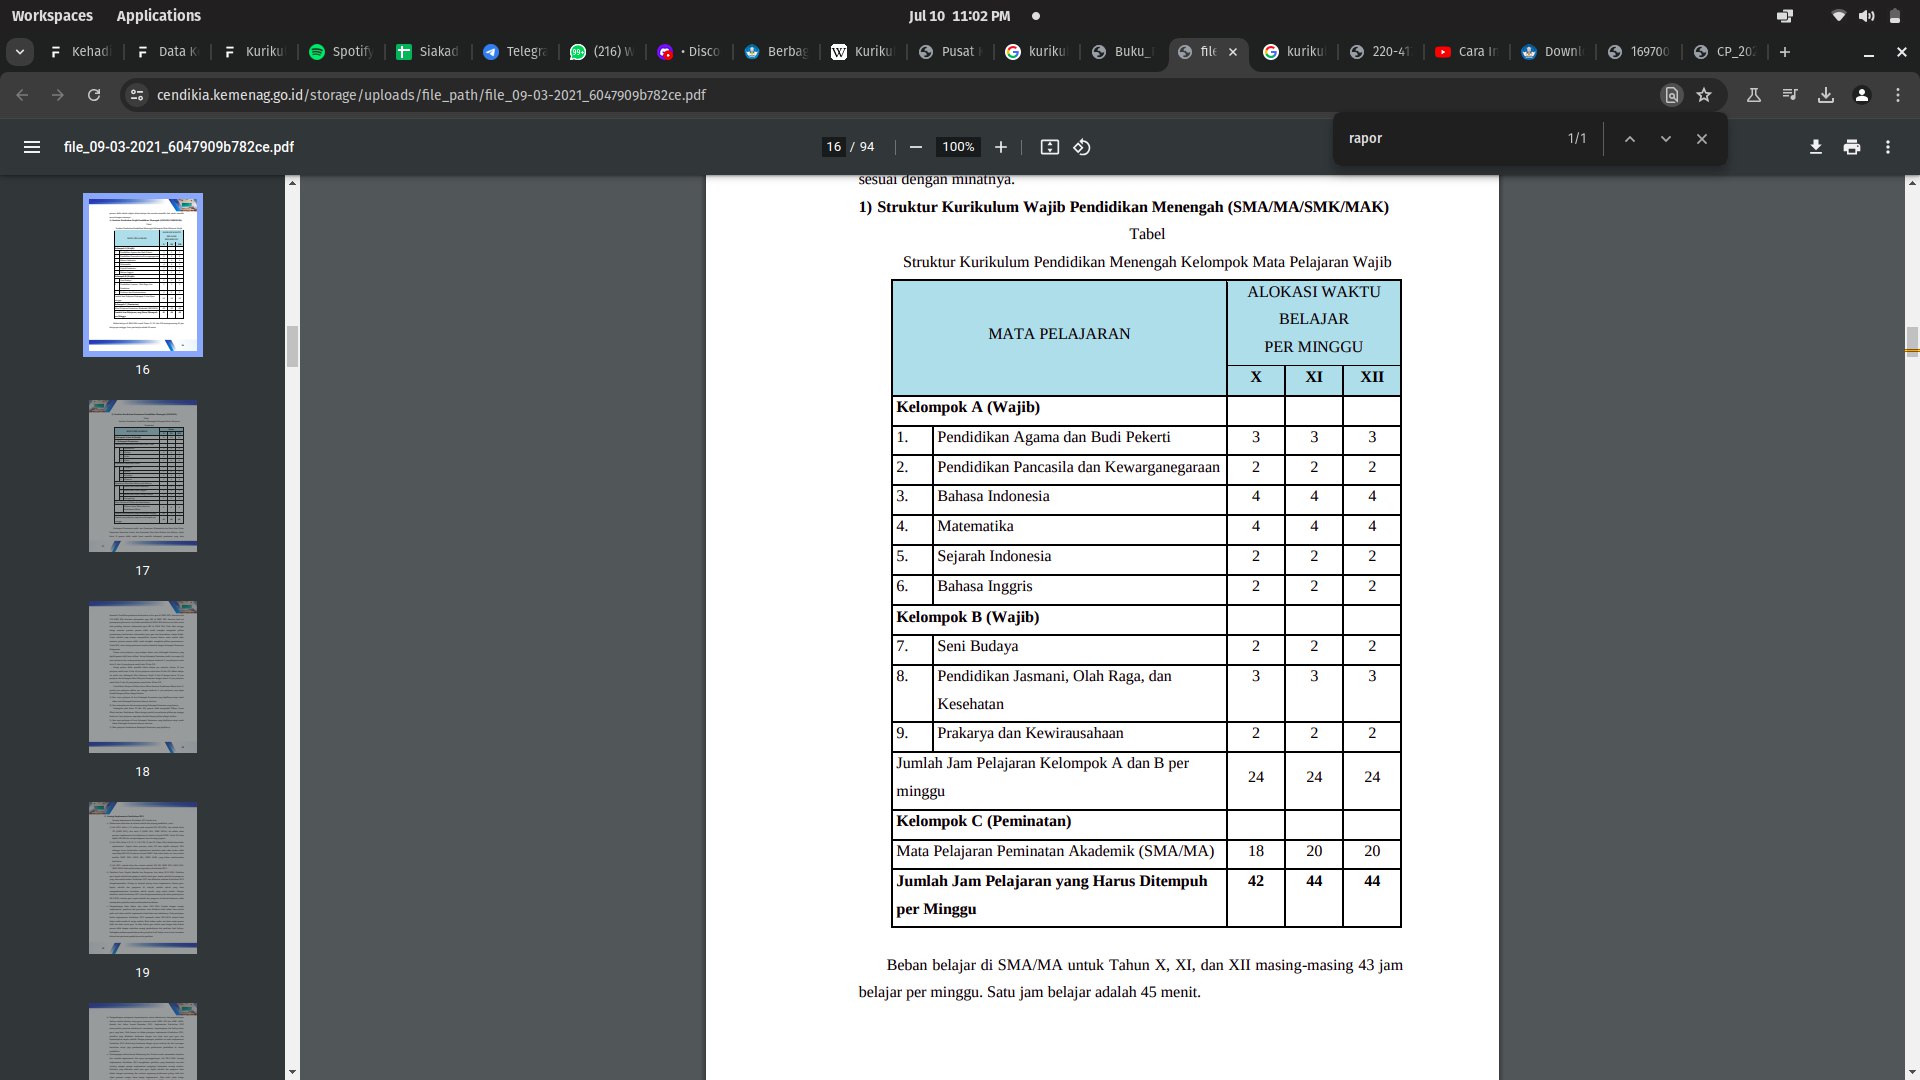 Workspaces Applications Jul 10 11:02 PM
Kehad Data K Kuriku Spotify Siakad Telegra (216) W • Disco Berbag Kuriku Pusat kuriku Buku_ file kuriku 220-41 Cara In Downl 169700 CP_202
cendikia.kemenag.go.id/storage/uploads/file_path/file_09-03-2021_6047909b782ce.pdf
rapor 1/1
file_09-03-2021_6047909b782ce.pdf 16 / 94 100%
16
17
18
19
sesuai dengan minatnya.
1) Struktur Kurikulum Wajib Pendidikan Menengah (SMA/MA/SMK/MAK)
Tabel
Struktur Kurikulum Pendidikan Menengah Kelompok Mata Pelajaran Wajib
MATA PELAJARAN
ALOKASI WAKTU
BELAJAR
PER MINGGU
X XI XII
Kelompok A (Wajib)
1. Pendidikan Agama dan Budi Pekerti 3 3 3
2. Pendidikan Pancasila dan Kewarganegaraan 2 2 2
3. Bahasa Indonesia 4 4 4
4. Matematika 4 4 4
5. Sejarah Indonesia 2 2 2
6. Bahasa Inggris 2 2 2
Kelompok B (Wajib)
7. Seni Budaya 2 2 2
8. Pendidikan Jasmani, Olah Raga, dan 3 3 3
Kesehatan
9. Prakarya dan Kewirausahaan 2 2 2
Jumlah Jam Pelajaran Kelompok A dan B per
minggu 24 24 24
Kelompok C (Peminatan)
Mata Pelajaran Peminatan Akademik (SMA/MA) 18 20 20
Jumlah Jam Pelajaran yang Harus Ditempuh 42 44 44
per Minggu
Beban belajar di SMA/MA untuk Tahun X, XI, dan XII masing-masing 43 jam
belajar per minggu. Satu jam belajar adalah 45 menit.